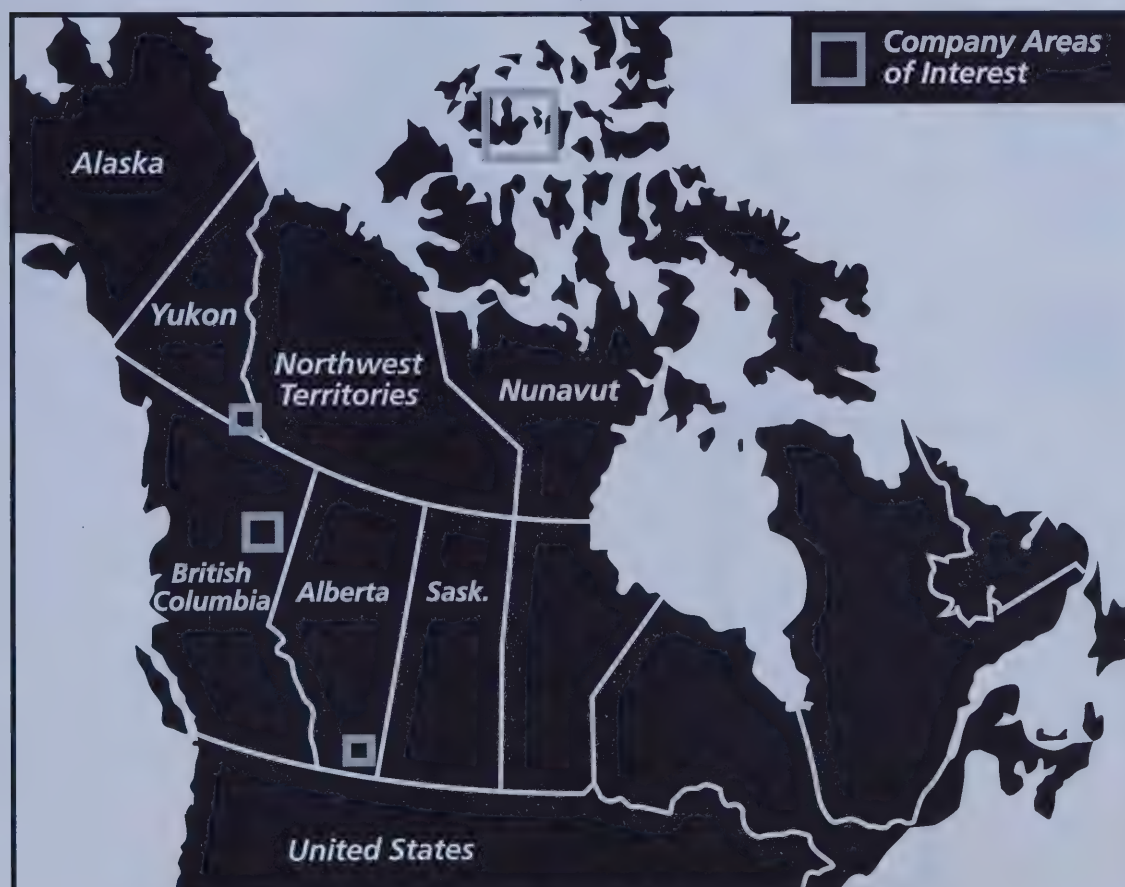 Company Areas
of Interest
Alaska
Yukon
Northwest
Territories
Nunavut
British
Columbia
Alberta
Sask.
United States